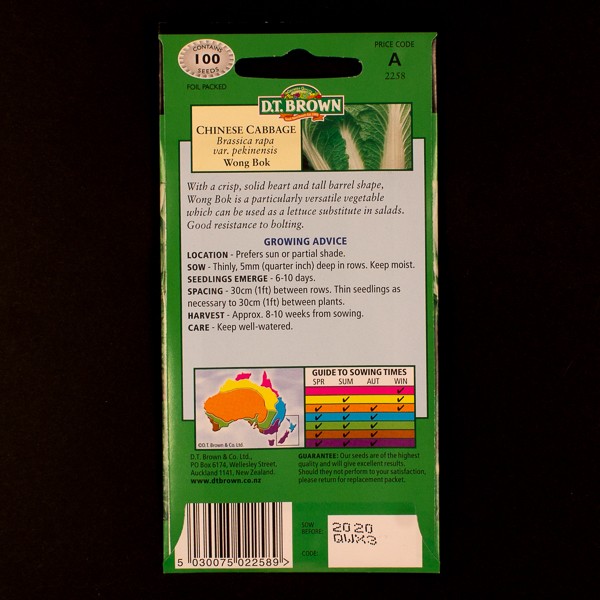 CONTAINS
100
SEEDS
FOIL PACKED
PRICE CODE
A
2258
D.T. BROWN
CHINESE CABBAGE
Brassica rapa
var. pekinensis
Wong Bok
With a crisp, solid heart and tall barrel shape,
Wong Bok is a particularly versatile vegetable
which can be used as a lettuce substitute in salads.
Good resistance to bolting.
GROWING ADVICE
LOCATION - Prefers sun or partial shade.
SOW - Thinly, 5mm (quarter inch) deep in rows. Keep moist.
SEEDLINGS EMERGE - 6-10 days.
SPACING - 30cm (1ft) between rows. Thin seedlings as
necessary to 30cm (1ft) between plants.
HARVEST - Approx. 8-10 weeks from sowing.
CARE - Keep well-watered.
GUIDE TO SOWING TIMES
SPR SUM AUT WIN
©D.T. Brown & Co. Ltd.
D.T. Brown & Co. Ltd.,
PO Box 6174, Wellesley Street,
Auckland 1141, New Zealand.
www.dtbrown.co.nz
GUARANTEE: Our seeds are of the highest
quality and will give excellent results.
Should they not perform to your satisfaction,
please return for replacement packet.
5 030075 022589 >
SOW
BEFORE:
2020
QWX3
CODE: